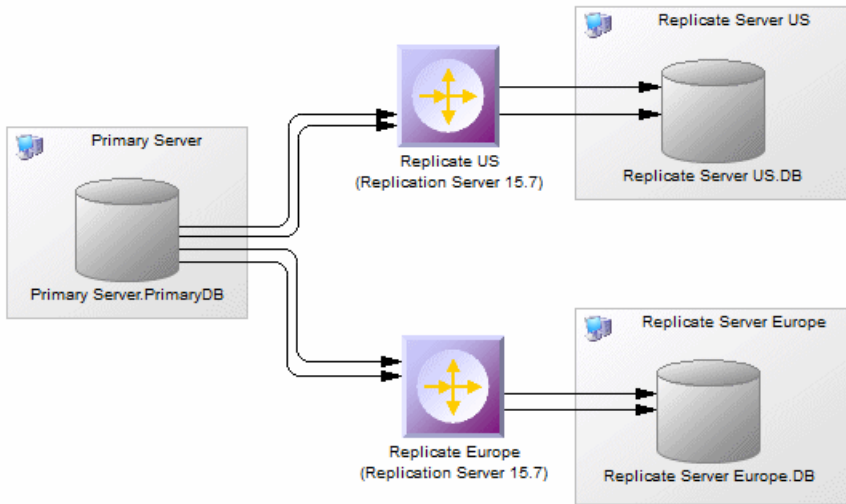 Replicate Server US
Primary Server
Replicate US
(Replication Server 15.7)
Replicate Server US.DB
Primary Server.PrimaryDB
Replicate Server Europe
Replicate Europe
(Replication Server 15.7)
Replicate Server Europe.DB